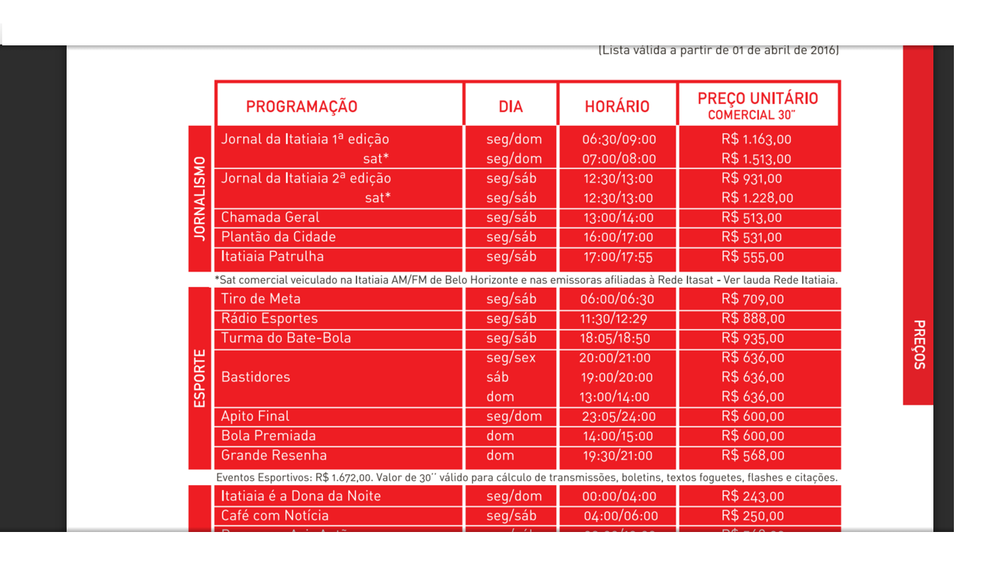 (Lista válida a partir de 01 de abril de 2016)
PROGRAMAÇÃO DIA HORÁRIO PREÇO UNITÁRIO
COMERCIAL 30"
JORNALISMO
Jornal da Itatiaia 1ª edição seg/dom 06:30/09:00 R$ 1.163,00
sat* seg/dom 07:00/08:00 R$ 1.513,00
Jornal da Itatiaia 2ª edição seg/sáb 12:30/13:00 R$ 931,00
sat* seg/sáb 12:30/13:00 R$ 1.228,00
Chamada Geral seg/sáb 13:00/14:00 R$ 513,00
Plantão da Cidade seg/sáb 16:00/17:00 R$ 531,00
Itatiaia Patrulha seg/sáb 17:00/17:55 R$ 555,00
*Sat comercial veiculado na Itatiaia AM/FM de Belo Horizonte e nas emissoras afiliadas à Rede Itasat - Ver lauda Rede Itatiaia.
ESPORTE
Tiro de Meta seg/sáb 06:00/06:30 R$ 709,00
Rádio Esportes seg/sáb 11:30/12:29 R$ 888,00
Turma do Bate-Bola seg/sáb 18:05/18:50 R$ 935,00
seg/sex 20:00/21:00 R$ 636,00
Bastidores sáb 19:00/20:00 R$ 636,00
dom 13:00/14:00 R$ 636,00
Apito Final seg/dom 23:05/24:00 R$ 600,00
Bola Premiada dom 14:00/15:00 R$ 600,00
Grande Resenha dom 19:30/21:00 R$ 568,00
Eventos Esportivos: R$ 1.672,00. Valor de 30´´ válido para cálculo de transmissões, boletins, textos foguetes, flashes e citações.
Itatiaia é a Dona da Noite seg/dom 00:00/04:00 R$ 243,00
Café com Notícia seg/sáb 04:00/06:00 R$ 250,00
PREÇOS